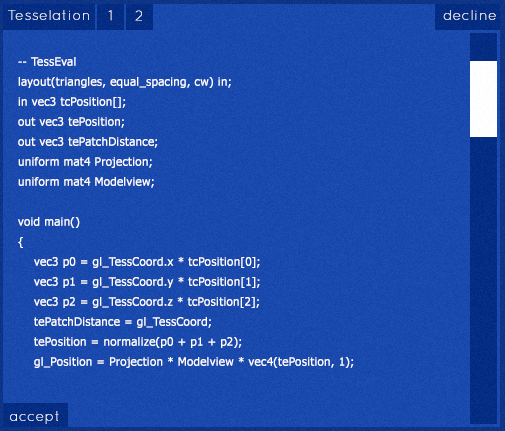 Tesselation 1 2 decline
-- TessEval
layout(triangles, equal_spacing, cw) in;
in vec3 tcPosition[];
out vec3 tePosition;
out vec3 tePatchDistance;
uniform mat4 Projection;
uniform mat4 Modelview;
void main()
{
vec3 p0 = gl_TessCoord.x * tcPosition[0];
vec3 p1 = gl_TessCoord.y * tcPosition[1];
vec3 p2 = gl_TessCoord.z * tcPosition[2];
tePatchDistance = gl_TessCoord;
tePosition = normalize(p0 + p1 + p2);
gl_Position = Projection * Modelview * vec4(tePosition, 1);
accept